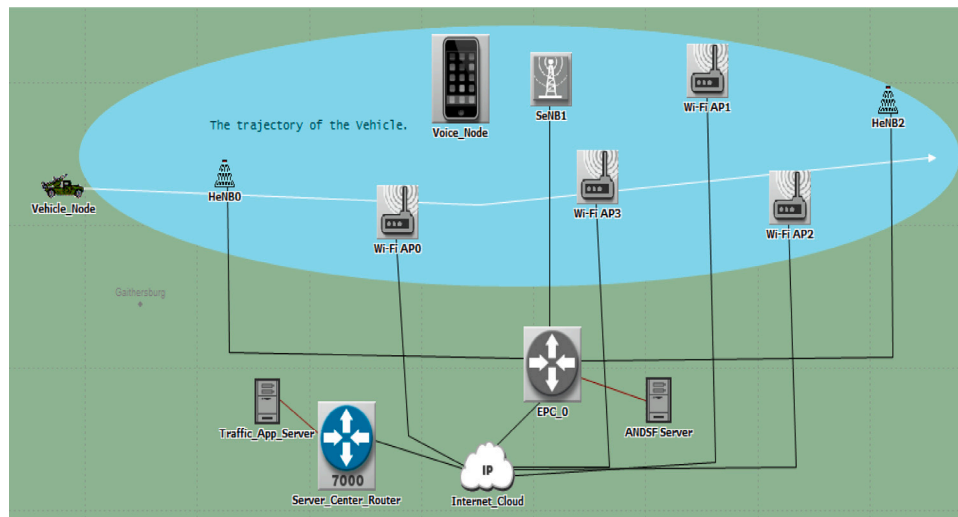 Wi-Fi AP1
SeNB1
HeNB2
The trajectory of the Vehicle.
Voice_Node
HeNB0
Vehicle_Node
Wi-Fi AP3
Wi-Fi AP2
Wi-Fi AP0
Gaithersburg
EPC_0
Traffic_App_Server
ANDSF Server
7000
IP
Server_Center_Router
Internet_Cloud